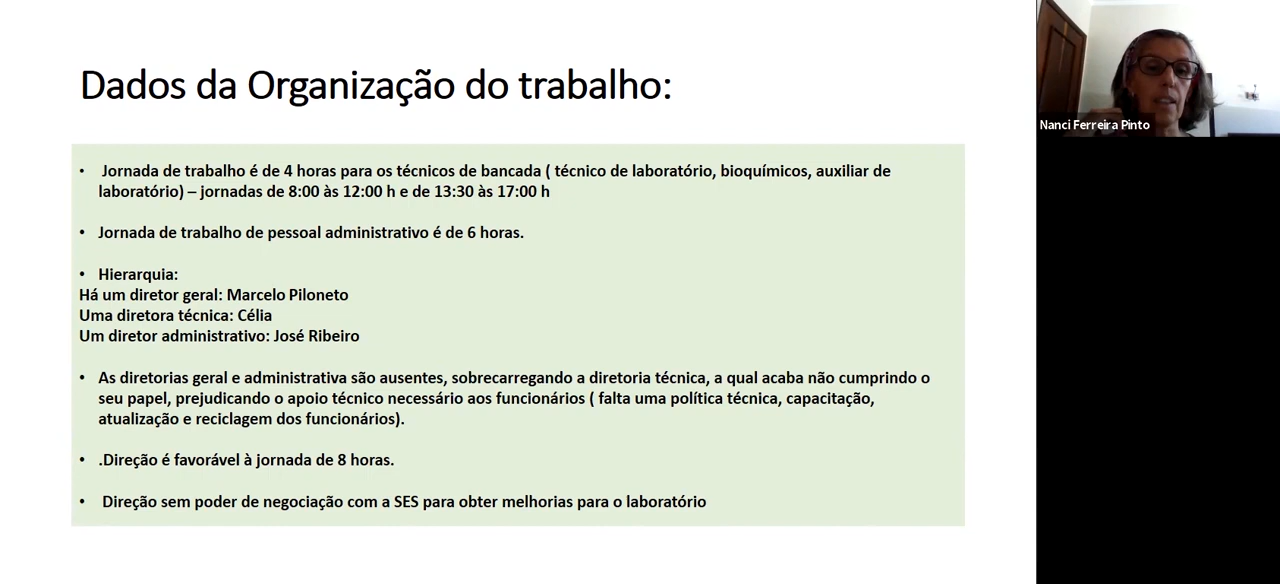 Dados da Organização do trabalho:
• Jornada de trabalho é de 4 horas para os técnicos de bancada ( técnico de laboratório, bioquímicos, auxiliar de
laboratório) – jornadas de 8:00 às 12:00 h e de 13:30 às 17:00 h
• Jornada de trabalho de pessoal administrativo é de 6 horas.
• Hierarquia:
Há um diretor geral: Marcelo Piloneto
Uma diretora técnica: Célia
Um diretor administrativo: José Ribeiro
• As diretorias geral e administrativa são ausentes, sobrecarregando a diretoria técnica, a qual acaba não cumprindo o
seu papel, prejudicando o apoio técnico necessário aos funcionários ( falta uma política técnica, capacitação,
atualização e reciclagem dos funcionários).
• .Direção é favorável à jornada de 8 horas.
• Direção sem poder de negociação com a SES para obter melhorias para o laboratório
Nanci Ferreira Pinto